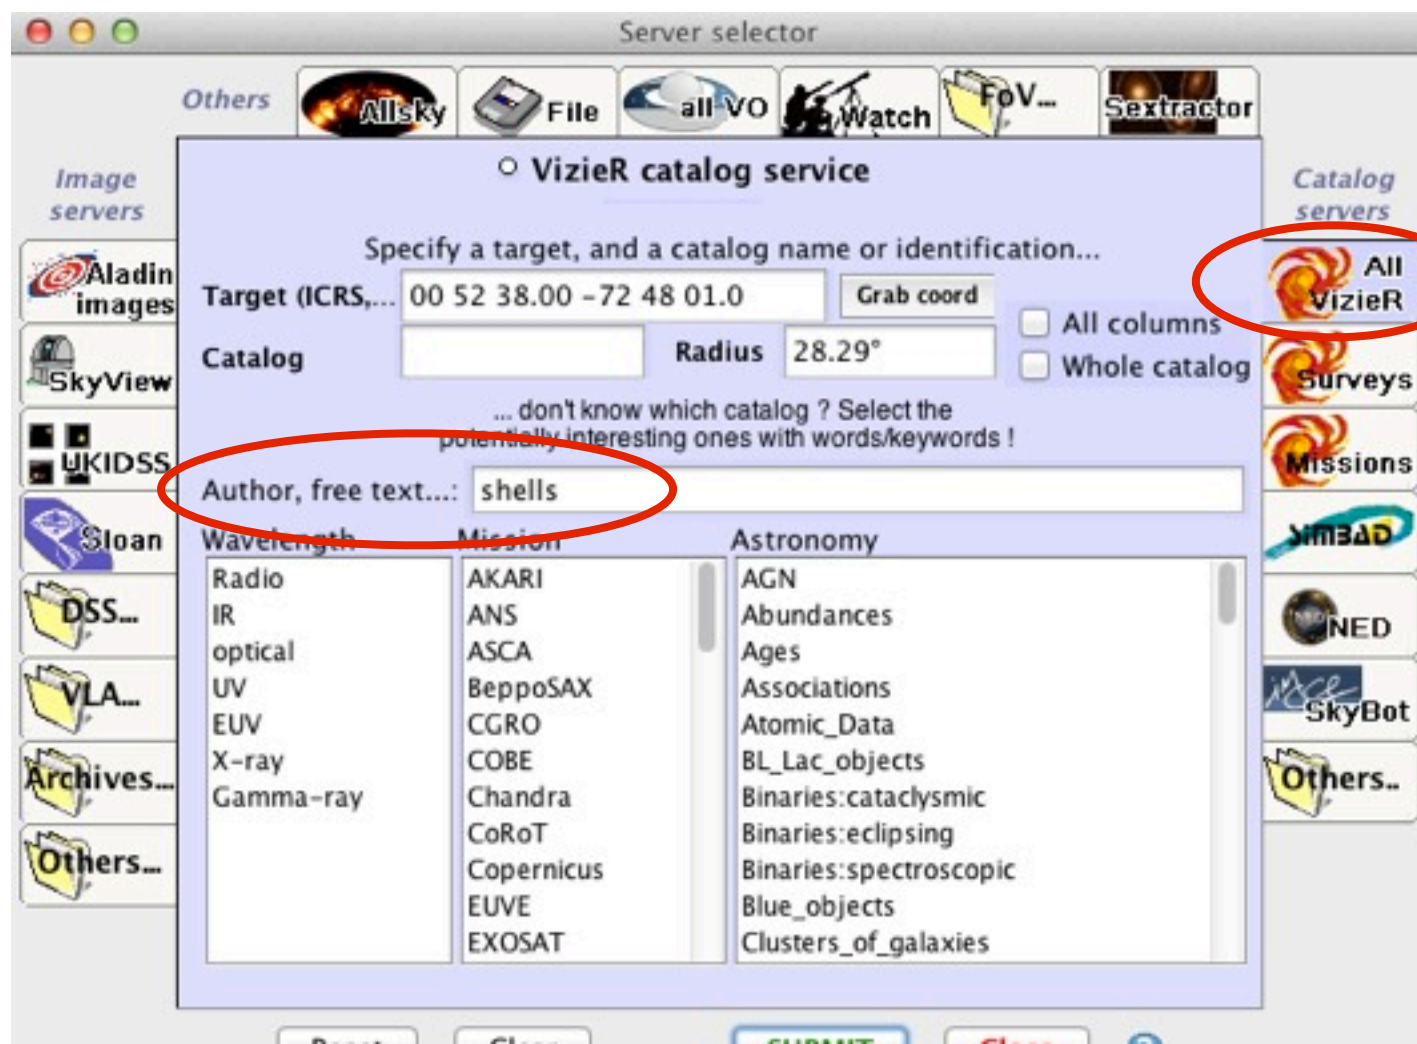 Server selector
Others
Allsky
File
all VO
Watch
FoV...
Sextractor
Image
servers
VizieR catalog service
Catalog
servers
Specify a target, and a catalog name or identification...
Aladin
images
Target (ICRS,...
00 52 38.00 -72 48 01.0
Grab coord
All
VizieR
All columns
Catalog
Radius
28.29°
Whole catalog
SkyView
Surveys
... don't know which catalog ? Select the
potentially interesting ones with words/keywords !
UKIDSS
Missions
Author, free text...:
shells
Sloan
Wavelength
Mission
Astronomy
SIMBAD
Radio
AKARI
AGN
IR
ANS
Abundances
DSS...
NED
optical
ASCA
Ages
UV
BeppoSAX
Associations
VLA...
SkyBot
EUV
CGRO
Atomic_Data
X-ray
COBE
BL_Lac_objects
Archives...
Others..
Gamma-ray
Chandra
Binaries:cataclysmic
CoRoT
Binaries:eclipsing
Others...
Copernicus
Binaries:spectroscopic
EUVE
Blue_objects
EXOSAT
Clusters_of_galaxies
Reset
Clear
SUBMIT
Close